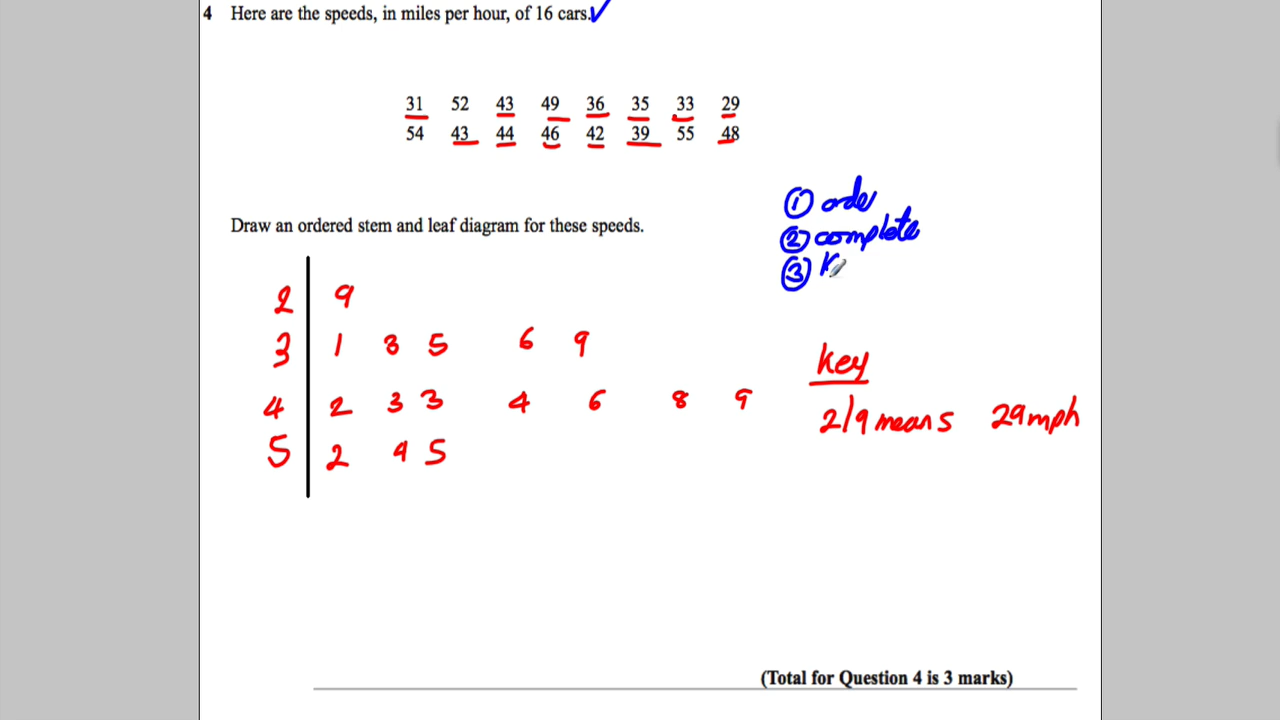 4 Here are the speeds, in miles per hour, of 16 cars.
31 52 43 49 36 35 33 29
54 43 44 46 42 39 55 48
① order
② complete
③ K
Draw an ordered stem and leaf diagram for these speeds.
2 | 9
3 | 1 3 5 6 9
4 | 2 3 3 4 6 8 9
5 | 2 4 5
key
2/9 means 29mph
(Total for Question 4 is 3 marks)